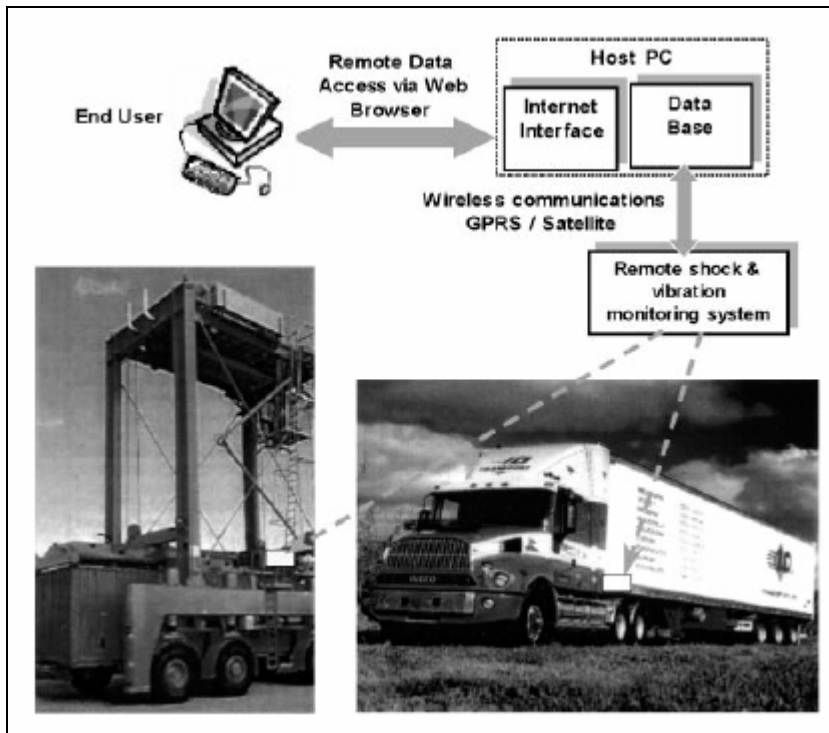 Remote Data
Access via Web
Browser
End User
Host PC
Internet
Interface
Data
Base
Wireless communications
GPRS / Satellite
Remote shock &
vibration
monitoring system
TRANSPORT
IVECO